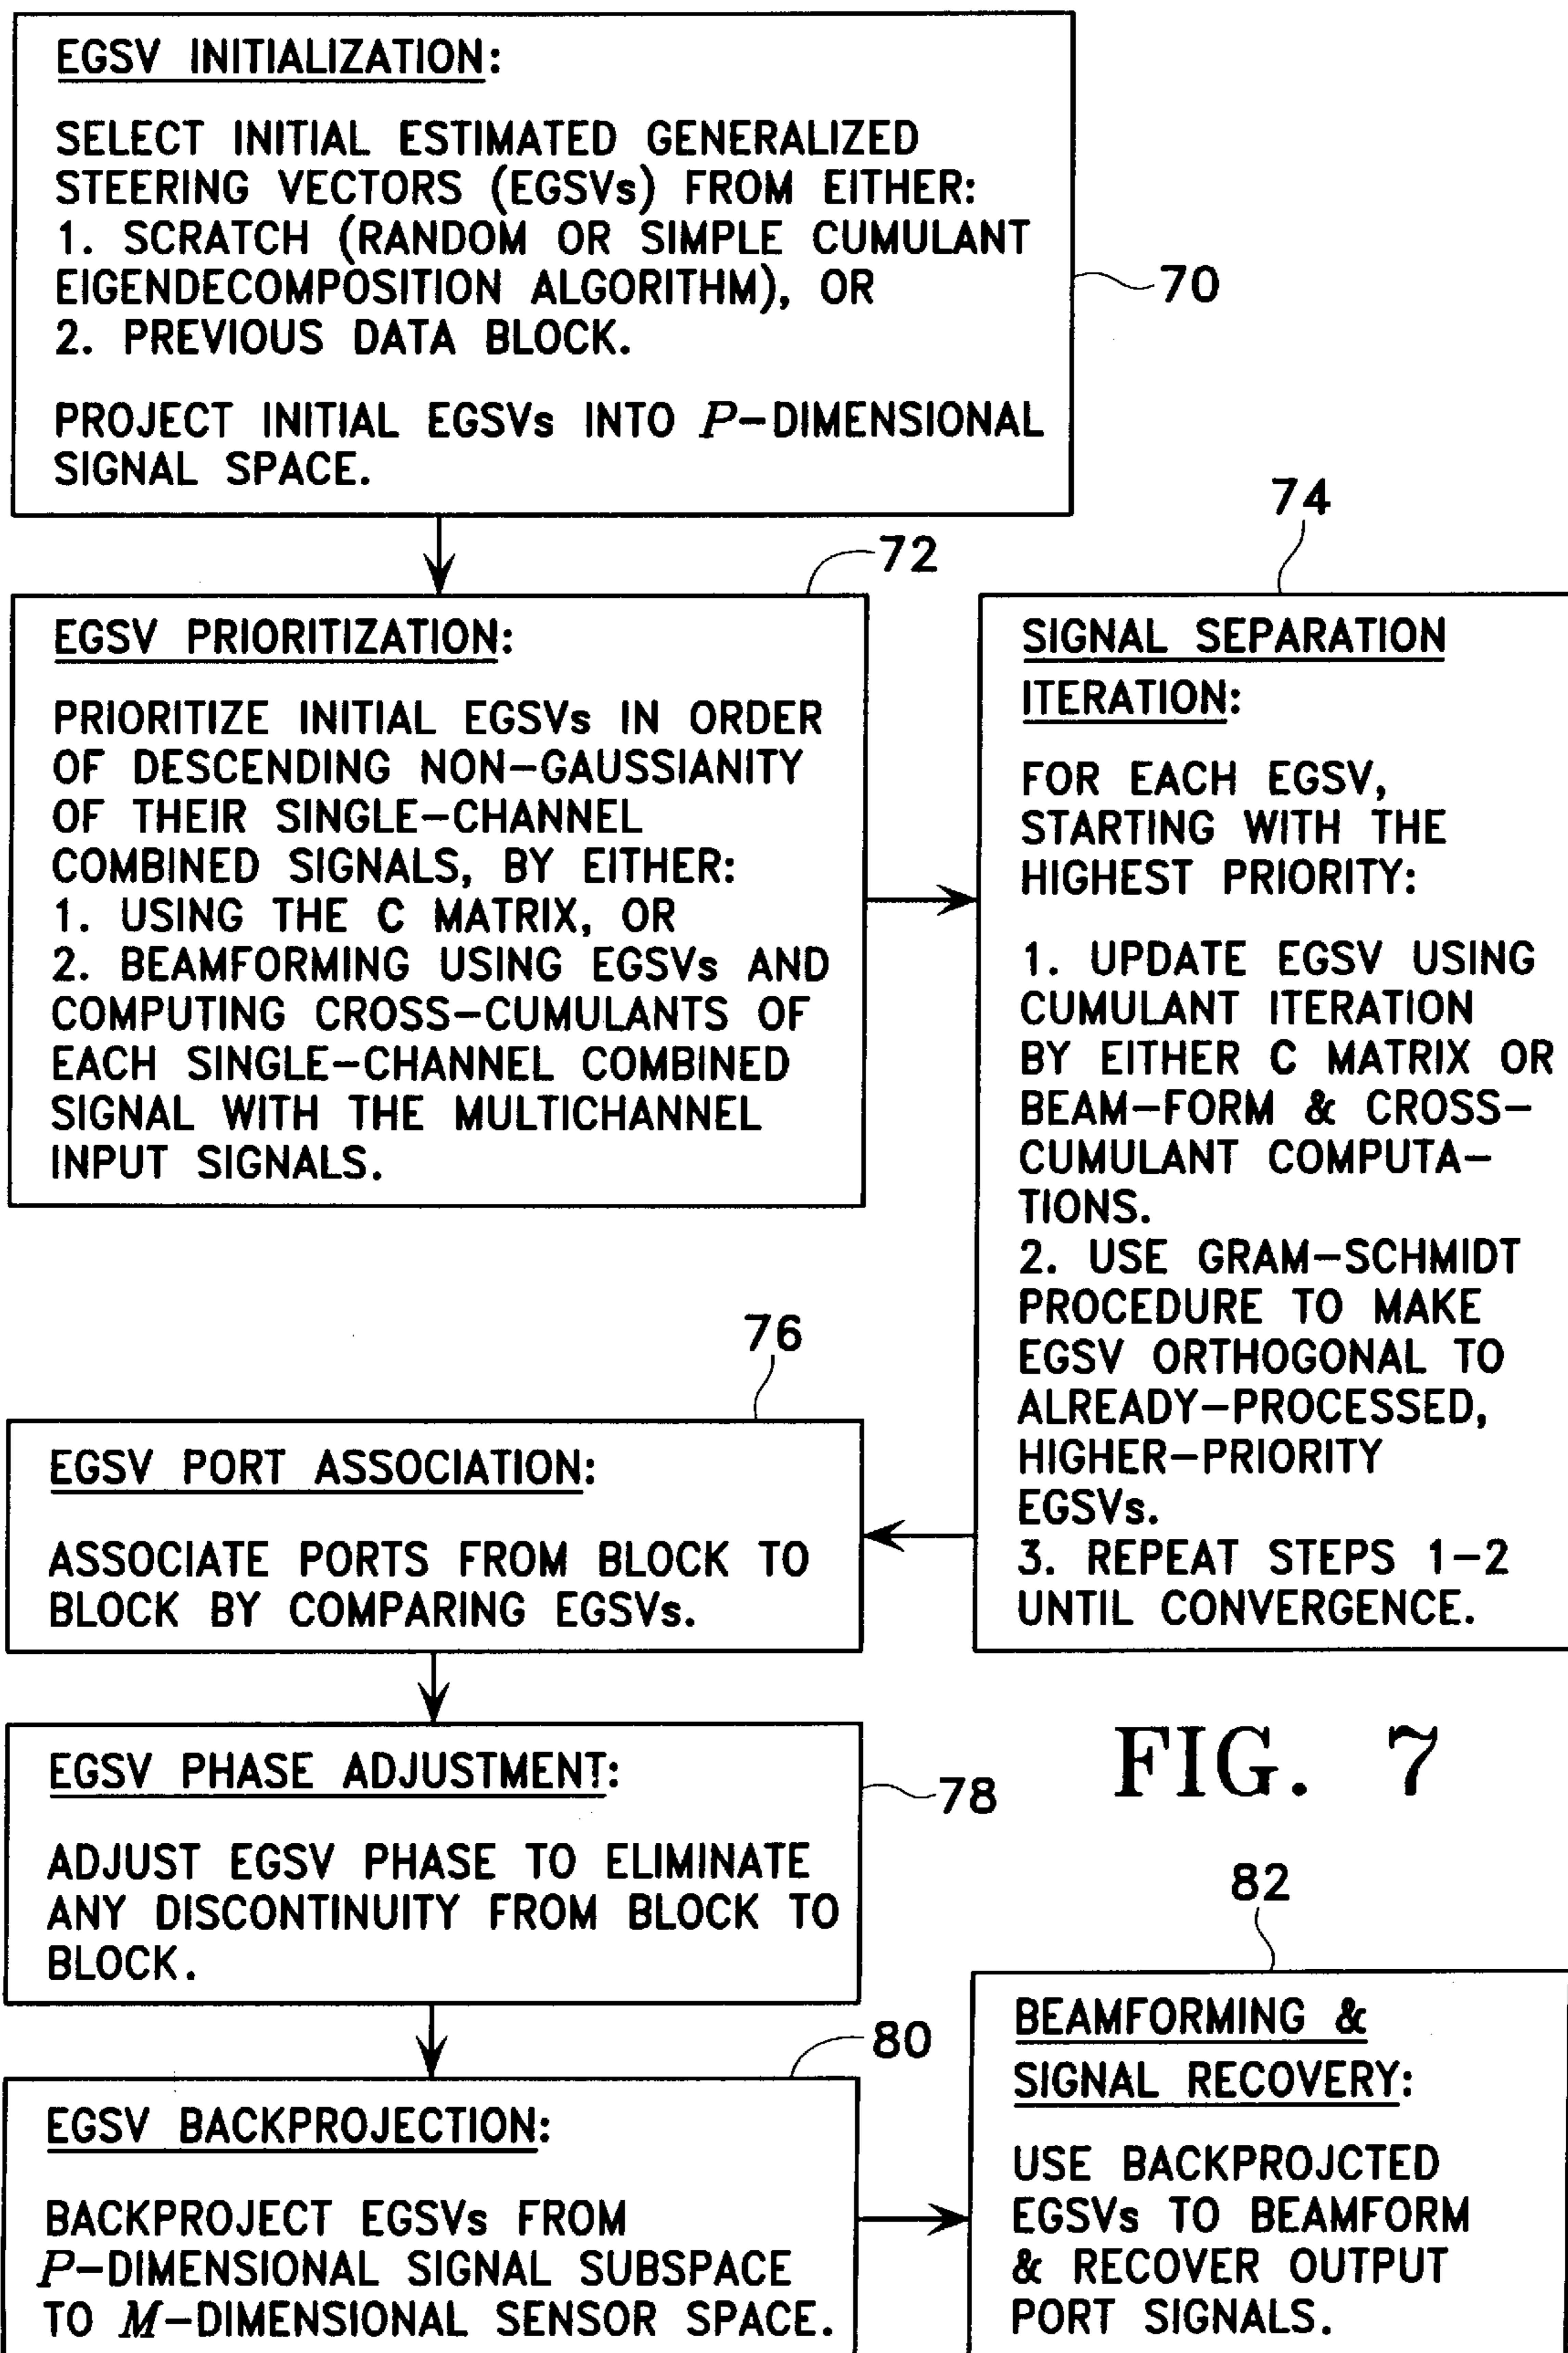 EGSV INITIALIZATION:
SELECT INITIAL ESTIMATED GENERALIZED
STEERING VECTORS (EGSVs) FROM EITHER:
1. SCRATCH (RANDOM OR SIMPLE CUMULANT
EIGENDECOMPOSITION ALGORITHM), OR
2. PREVIOUS DATA BLOCK.
PROJECT INITIAL EGSVs INTO P-DIMENSIONAL
SIGNAL SPACE.
70
72
EGSV PRIORITIZATION:
PRIORITIZE INITIAL EGSVs IN ORDER
OF DESCENDING NON-GAUSSIANITY
OF THEIR SINGLE-CHANNEL
COMBINED SIGNALS, BY EITHER:
1. USING THE C MATRIX, OR
2. BEAMFORMING USING EGSVs AND
COMPUTING CROSS-CUMULANTS OF
EACH SINGLE-CHANNEL COMBINED
SIGNAL WITH THE MULTICHANNEL
INPUT SIGNALS.
74
SIGNAL SEPARATION
ITERATION:
FOR EACH EGSV,
STARTING WITH THE
HIGHEST PRIORITY:
1. UPDATE EGSV USING
CUMULANT ITERATION
BY EITHER C MATRIX OR
BEAM-FORM & CROSS-
CUMULANT COMPUTA-
TIONS.
2. USE GRAM-SCHMIDT
PROCEDURE TO MAKE
EGSV ORTHOGONAL TO
ALREADY-PROCESSED,
HIGHER-PRIORITY
EGSVs.
3. REPEAT STEPS 1-2
UNTIL CONVERGENCE.
76
EGSV PORT ASSOCIATION:
ASSOCIATE PORTS FROM BLOCK TO
BLOCK BY COMPARING EGSVs.
EGSV PHASE ADJUSTMENT:
ADJUST EGSV PHASE TO ELIMINATE
ANY DISCONTINUITY FROM BLOCK TO
BLOCK.
78
FIG. 7
80
EGSV BACKPROJECTION:
BACKPROJECT EGSVs FROM
P-DIMENSIONAL SIGNAL SUBSPACE
TO M-DIMENSIONAL SENSOR SPACE.
82
BEAMFORMING &
SIGNAL RECOVERY:
USE BACKPROJCTED
EGSVs TO BEAMFORM
& RECOVER OUTPUT
PORT SIGNALS.